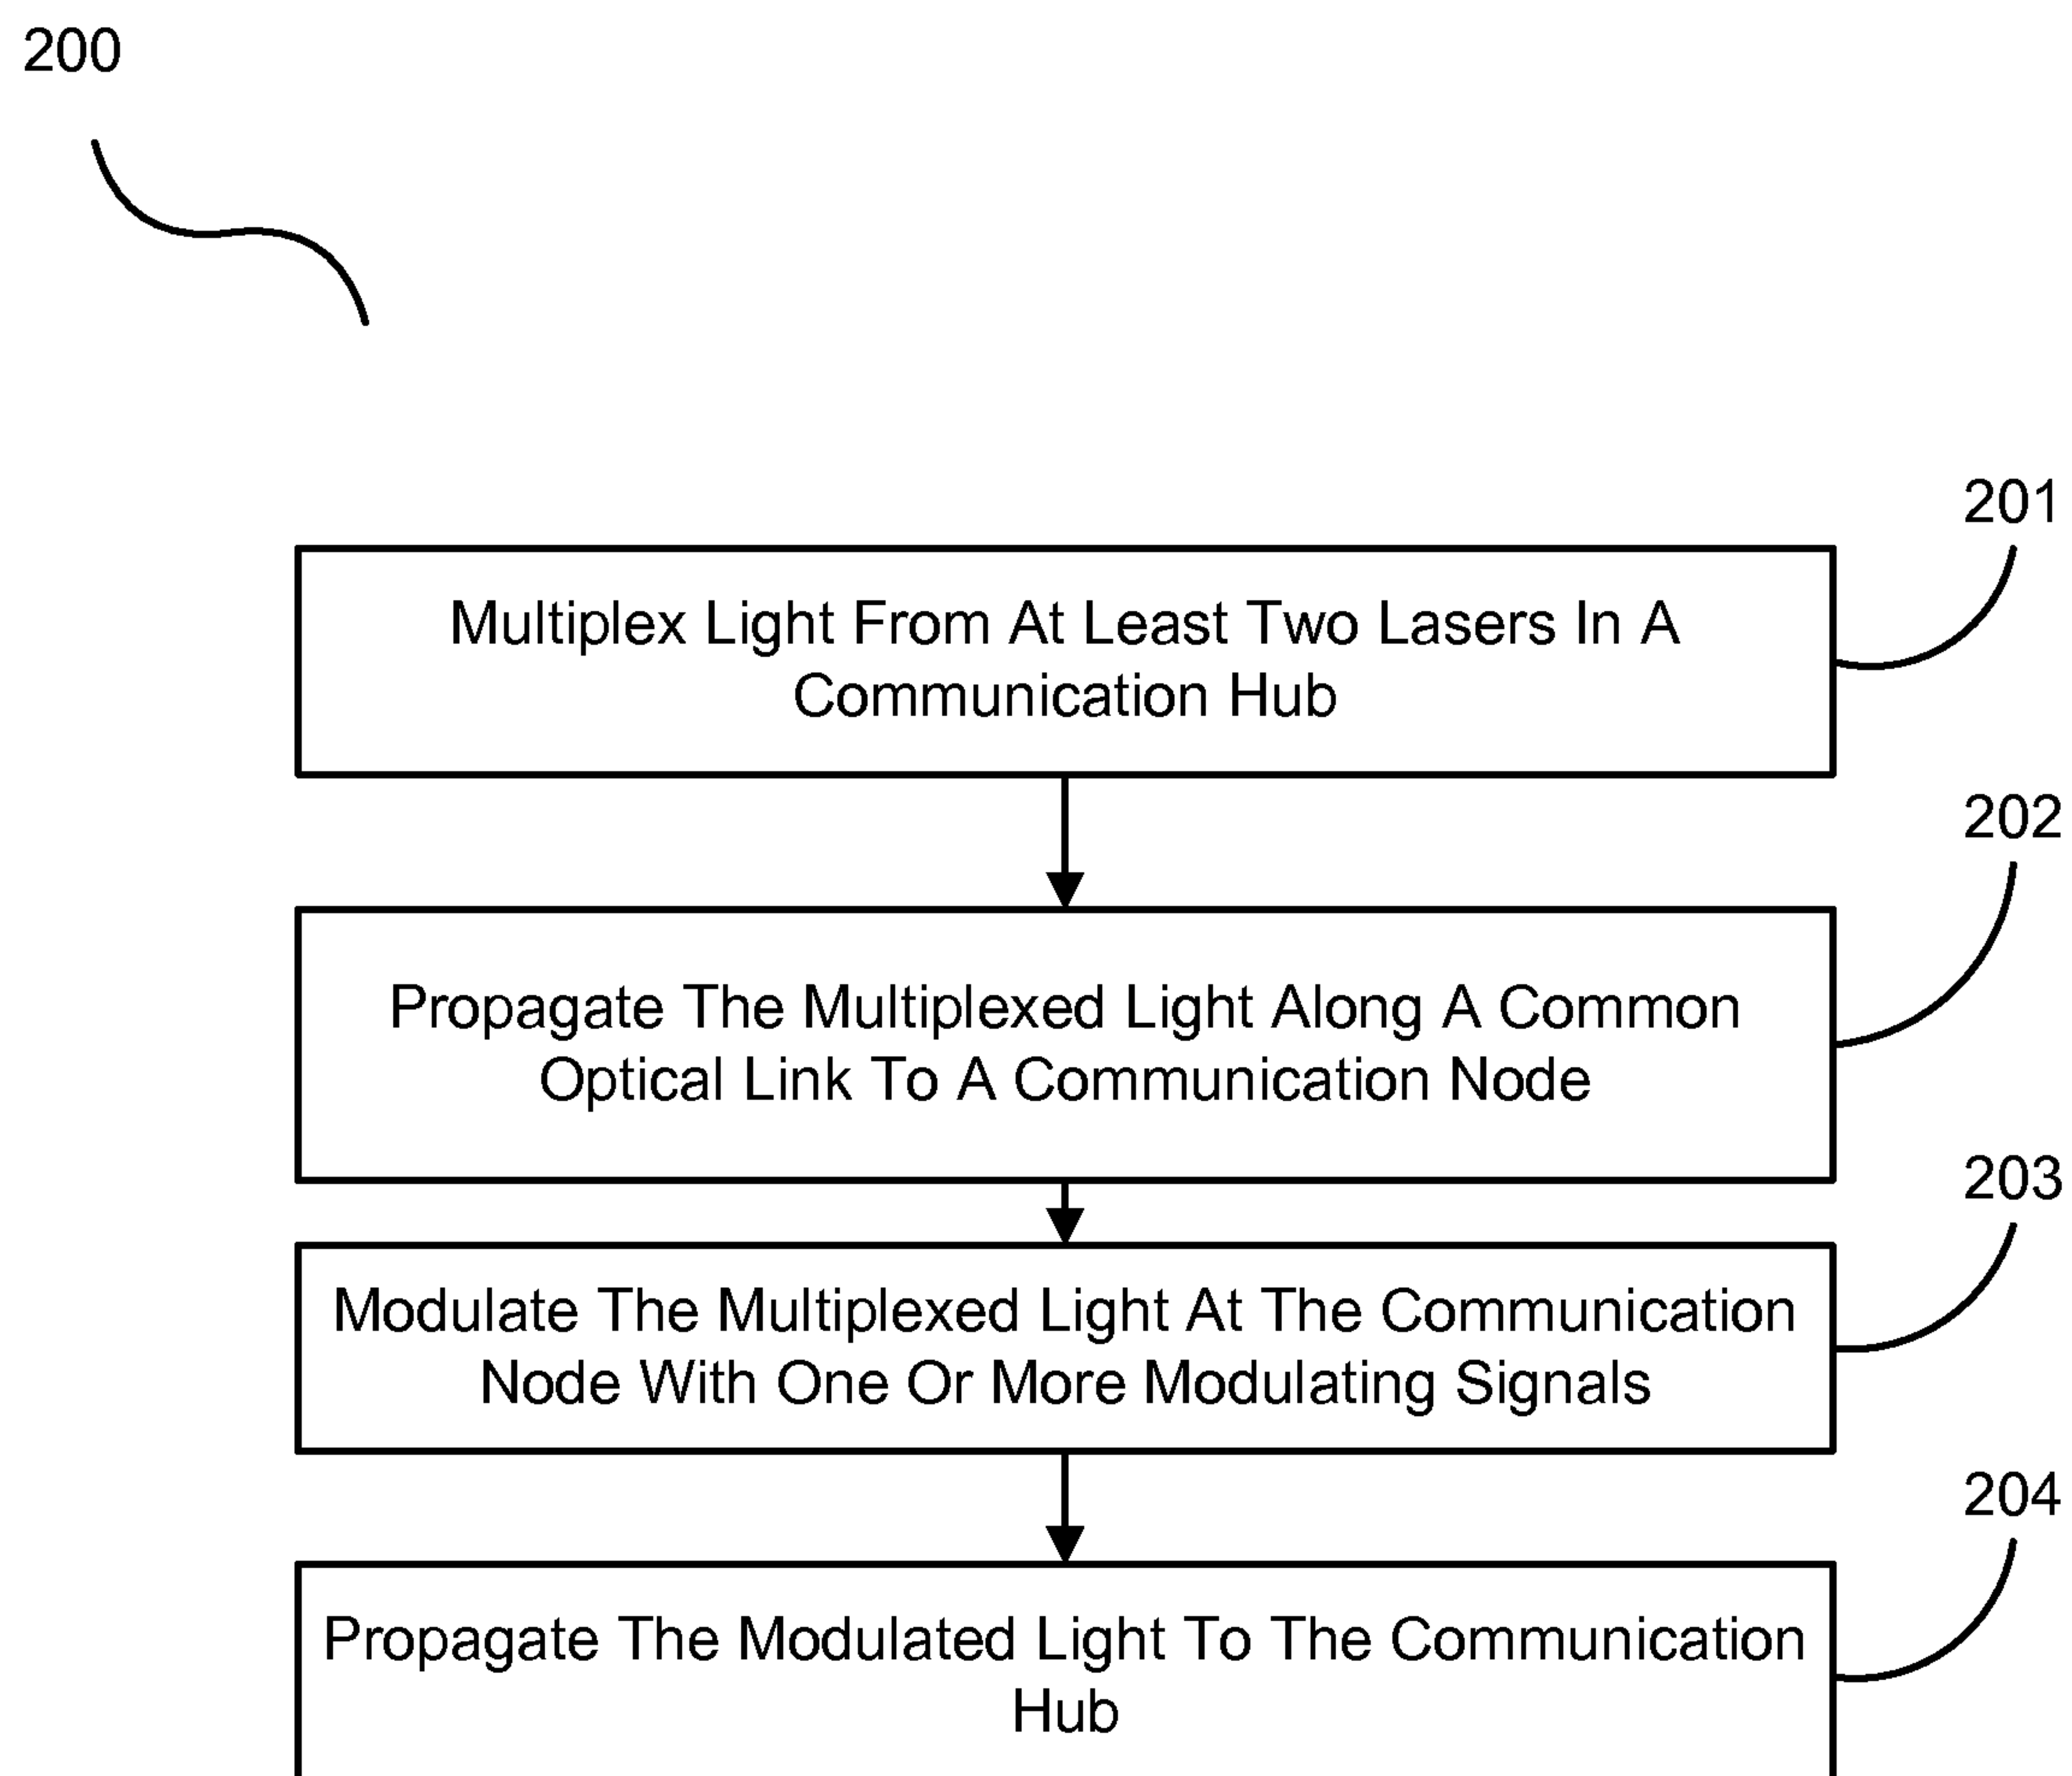 200
201
Multiplex Light From At Least Two Lasers In A
Communication Hub
202
Propagate The Multiplexed Light Along A Common
Optical Link To A Communication Node
203
Modulate The Multiplexed Light At The Communication
Node With One Or More Modulating Signals
204
Propagate The Modulated Light To The Communication
Hub